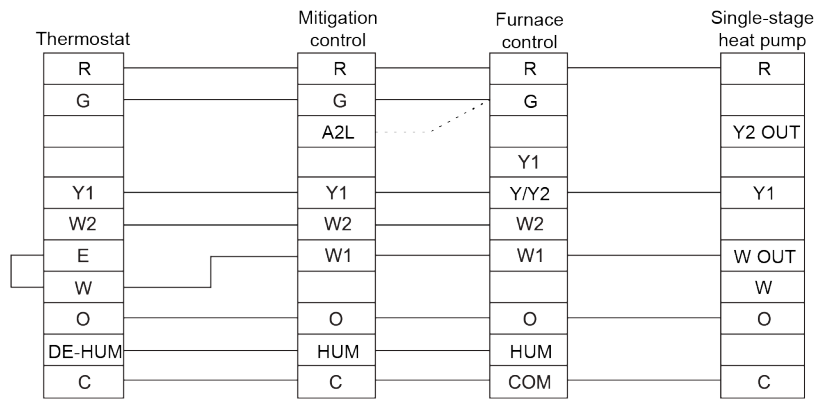 Mitigation
control
Furnace
control
Single-stage
heat pump
Thermostat
R R R R
G G G
A2L Y2 OUT
Y1
Y1 Y1 Y/Y2 Y1
W2 W2 W2
E W1 W1 W OUT
W W
O O O O
DE-HUM HUM HUM
C C COM C